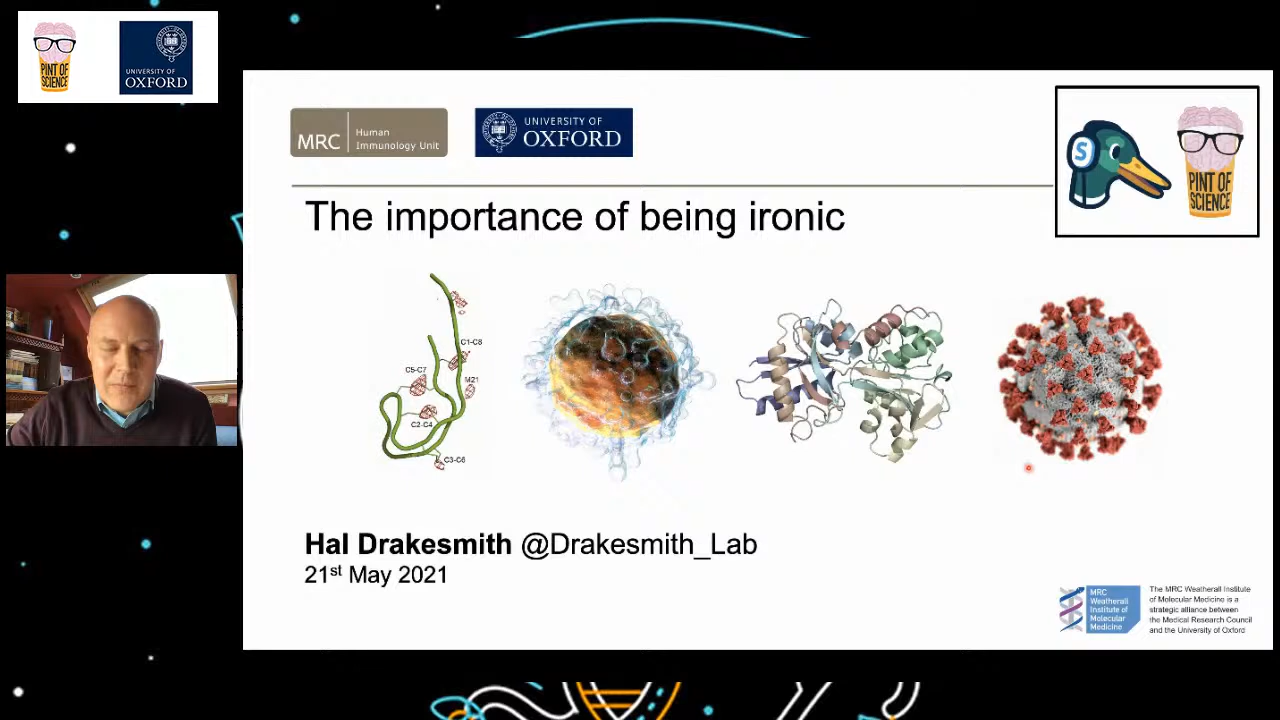 PINT OF
SCIENCE
UNIVERSITY OF
OXFORD
MRC
Human
Immunology Unit
UNIVERSITY OF
OXFORD
S
PINT OF
SCIENCE
The importance of being ironic
C1-C8
C5-C7
M21
C2-C4
C3-C6
Hal Drakesmith @Drakesmith_Lab
21st May 2021
MRC
Weatherall
Institute of
Molecular
Medicine
The MRC Weatherall Institute
of Molecular Medicine is a
strategic alliance between
the Medical Research Council
and the University of Oxford